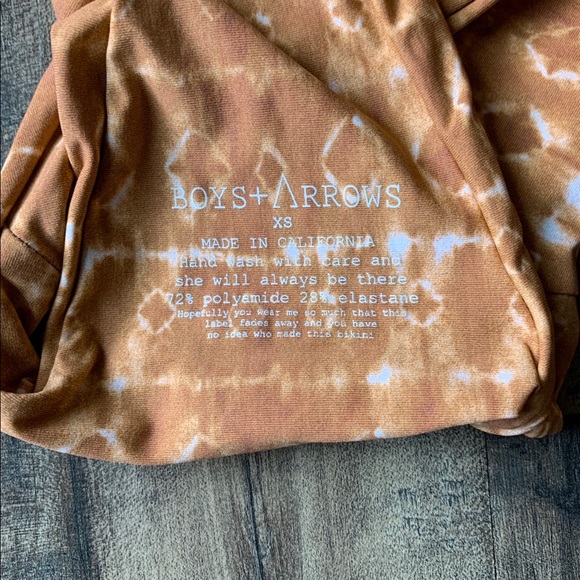 BOYS+ARROWS
XS
MADE IN CALIFORNIA
Hand wash with care and
she will always be there
72% polyamide 28% elastane
Hopefully you wear me so much that this
label fades away and you have
no idea who made this bikini